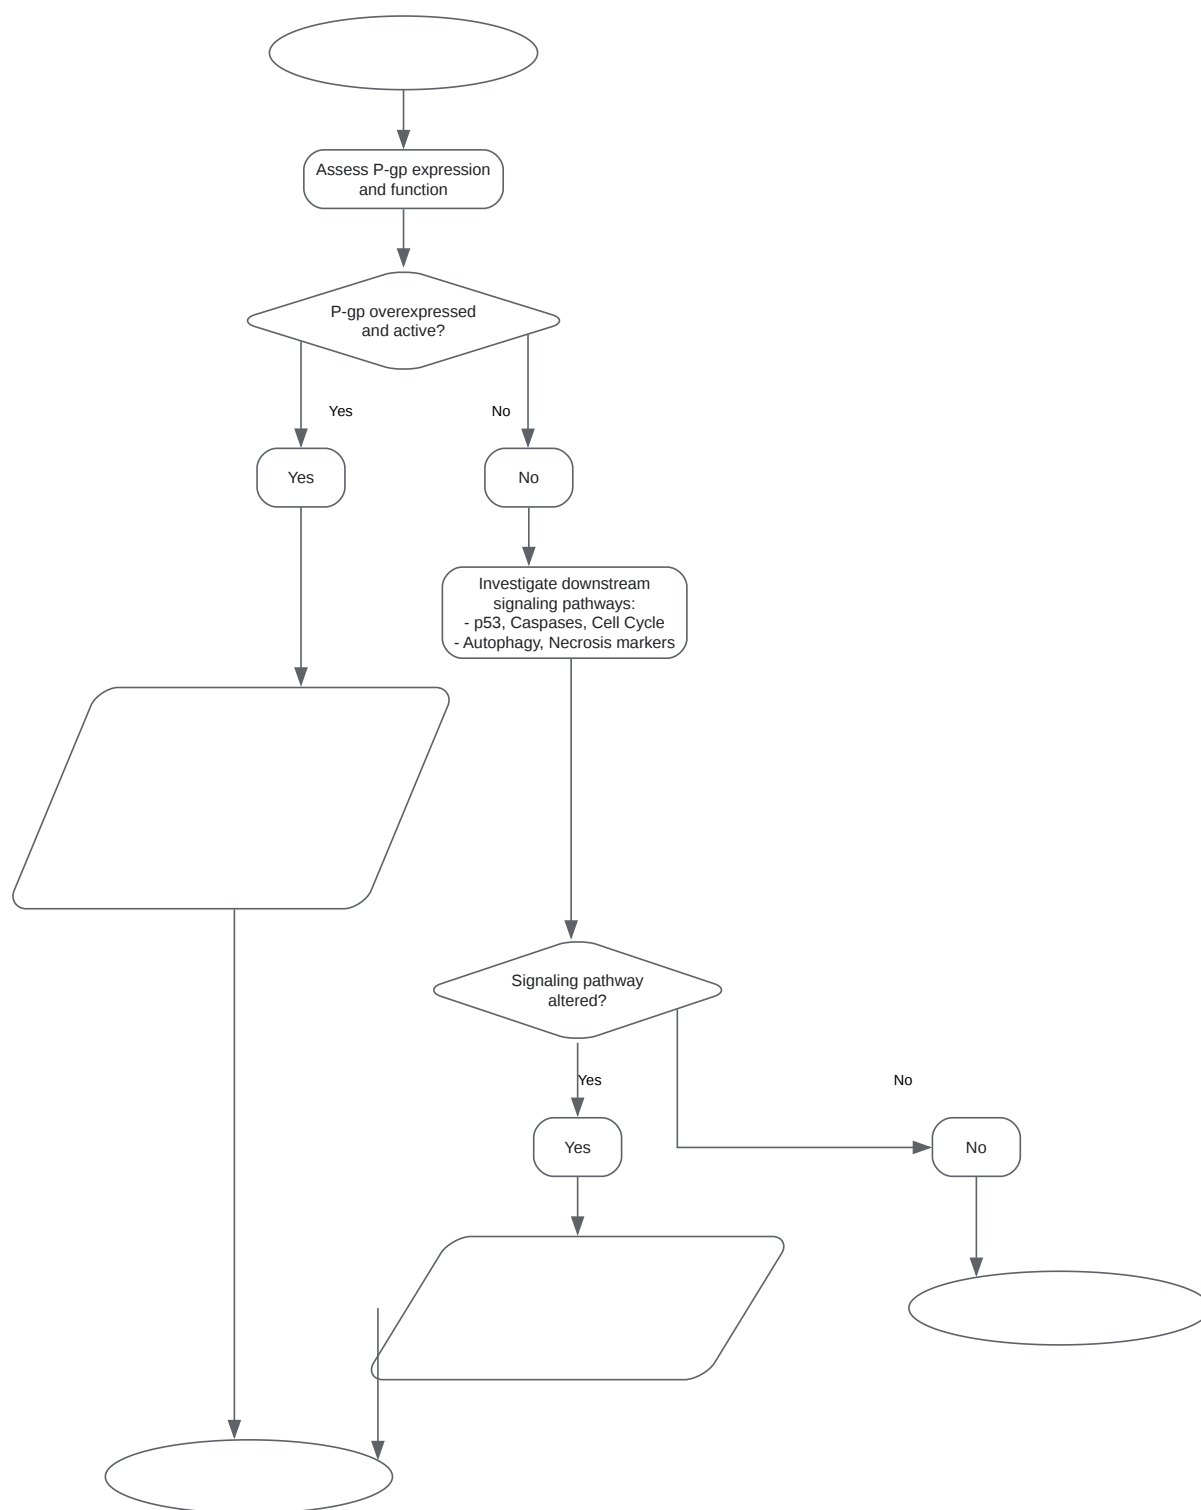 Assess P-gp expression
and function
P-gp overexpressed
and active?
Yes
No
Yes
No
Investigate downstream
signaling pathways:
- p53, Caspases, Cell Cycle
- Autophagy, Necrosis markers
Signaling pathway
altered?
Yes
No
Yes
No